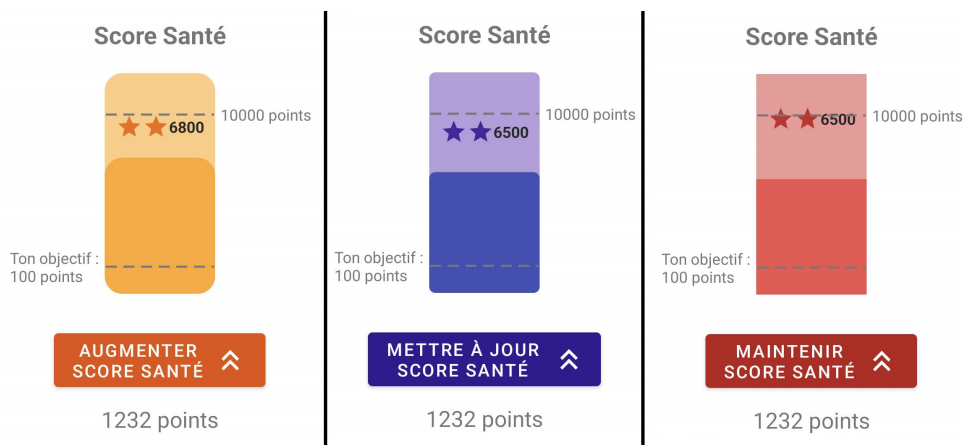 Score Santé
10000 points
6800
Ton objectif :
100 points
AUGMENTER
SCORE SANTÉ
1232 points
Score Santé
10000 points
6500
Ton objectif :
100 points
METTRE À JOUR
SCORE SANTÉ
1232 points
Score Santé
10000 points
6500
Ton objectif :
100 points
MAINTENIR
SCORE SANTÉ
1232 points